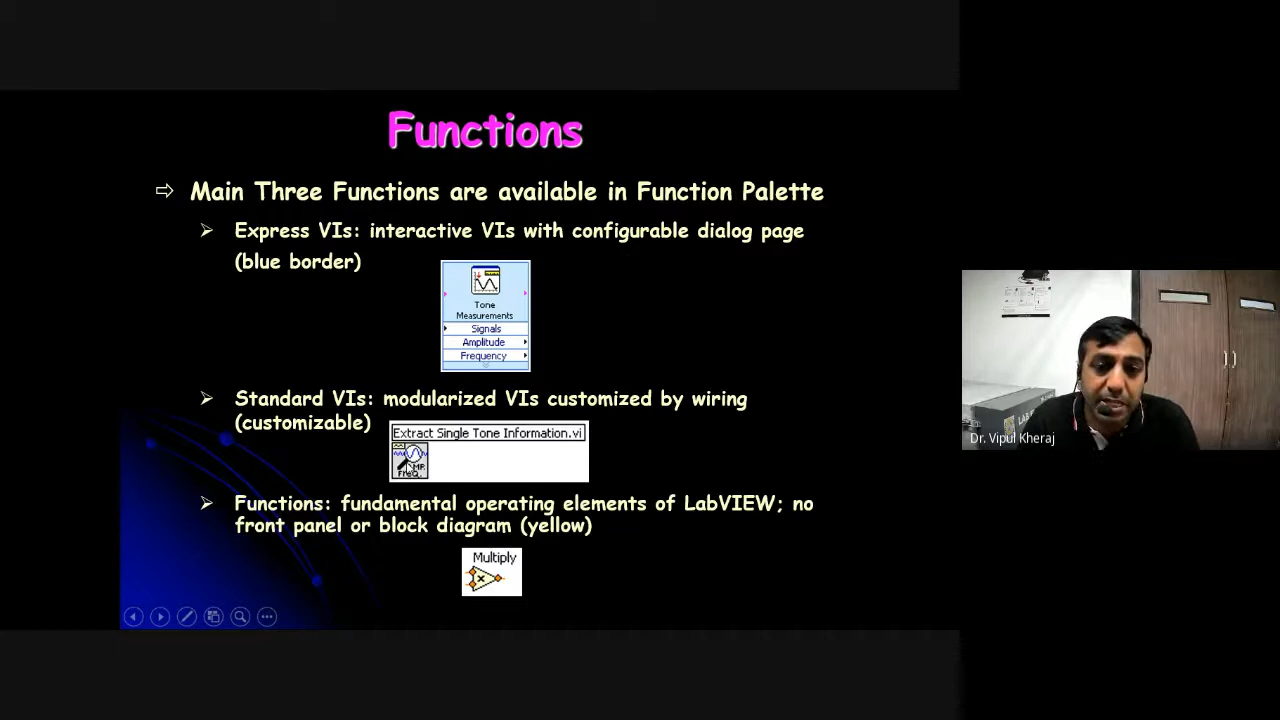 Functions
Main Three Functions are available in Function Palette
Express VIs: interactive VIs with configurable dialog page
(blue border)
Tone
Measurements
Signals
Amplitude
Frequency
Standard VIs: modularized VIs customized by wiring
(customizable)
Extract Single Tone Information.vi
FREQ.
Functions: fundamental operating elements of LabVIEW; no
front panel or block diagram (yellow)
Multiply
Dr. Vipul Kheraj